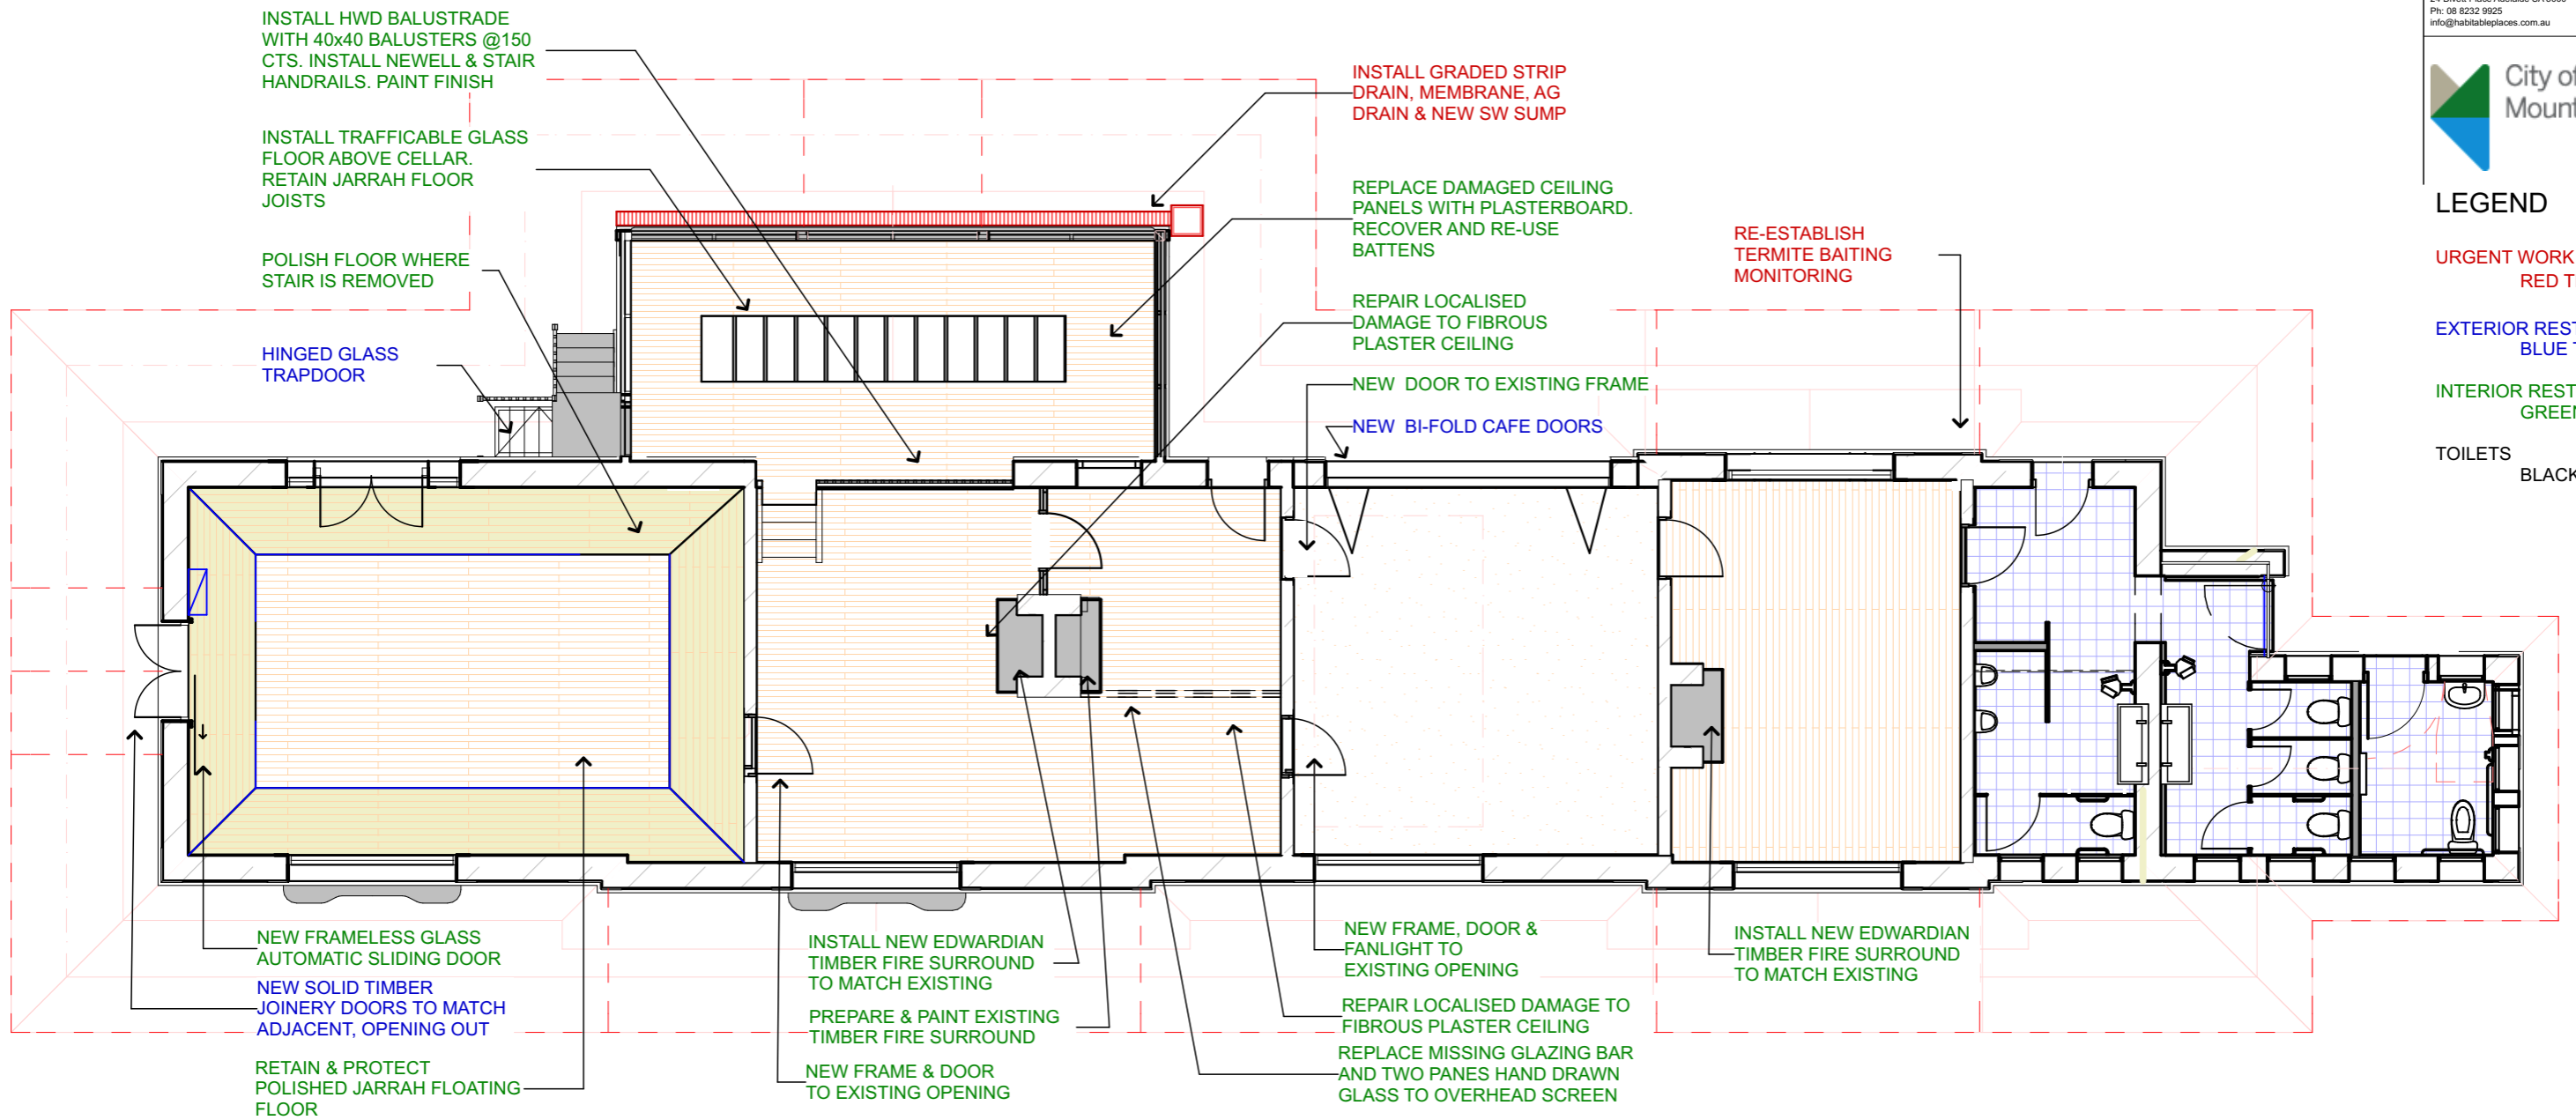 INSTALL HWD BALUSTRADE
WITH 40x40 BALUSTERS @150
CTS. INSTALL NEWELL & STAIR
HANDRAILS. PAINT FINISH
INSTALL TRAFFICABLE GLASS
FLOOR ABOVE CELLAR.
RETAIN JARRAH FLOOR
JOISTS
POLISH FLOOR WHERE
STAIR IS REMOVED
HINGED GLASS
TRAPDOOR
INSTALL GRADED STRIP
DRAIN, MEMBRANE, AG
DRAIN & NEW SW SUMP
REPLACE DAMAGED CEILING
PANELS WITH PLASTERBOARD.
RECOVER AND RE-USE
BATTENS
REPAIR LOCALISED
DAMAGE TO FIBROUS
PLASTER CEILING
NEW DOOR TO EXISTING FRAME
NEW BI-FOLD CAFE DOORS
RE-ESTABLISH
TERMITE BAITING
MONITORING
Ph: 08 8232 9925
info@habitableplaces.com.au
City of
Mount
LEGEND
URGENT WORK
RED T
EXTERIOR REST
BLUE T
INTERIOR REST
GREEN
TOILETS
BLACK
NEW FRAMELESS GLASS
AUTOMATIC SLIDING DOOR
NEW SOLID TIMBER
JOINERY DOORS TO MATCH
ADJACENT, OPENING OUT
RETAIN & PROTECT
POLISHED JARRAH FLOATING
FLOOR
INSTALL NEW EDWARDIAN
TIMBER FIRE SURROUND
TO MATCH EXISTING
PREPARE & PAINT EXISTING
TIMBER FIRE SURROUND
NEW FRAME & DOOR
TO EXISTING OPENING
NEW FRAME, DOOR &
FANLIGHT TO
EXISTING OPENING
REPAIR LOCALISED DAMAGE TO
FIBROUS PLASTER CEILING
REPLACE MISSING GLAZING BAR
AND TWO PANES HAND DRAWN
GLASS TO OVERHEAD SCREEN
INSTALL NEW EDWARDIAN
TIMBER FIRE SURROUND
TO MATCH EXISTING